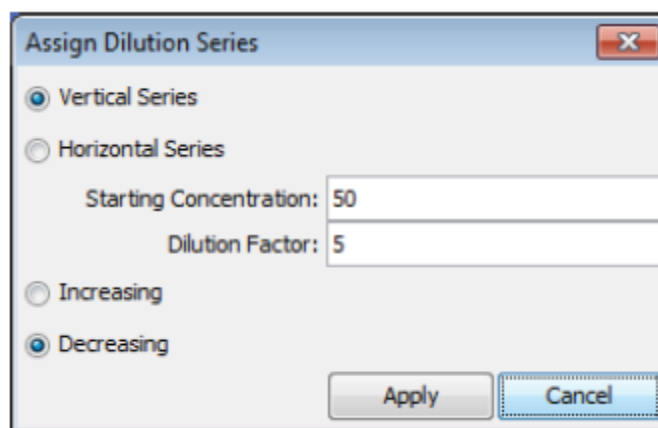 Assign Dilution Series
Vertical Series
Horizontal Series
Starting Concentration: 50
Dilution Factor: 5
Increasing
Decreasing
Apply Cancel